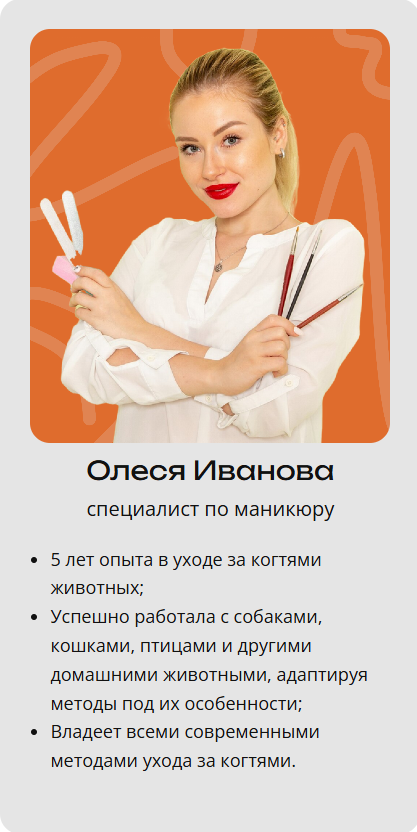 Олеся Иванова
специалист по маникюру
• 5 лет опыта в уходе за когтями
животных;
• Успешно работала с собаками,
кошками, птицами и другими
домашними животными, адаптируя
методы под их особенности;
• Владеет всеми современными
методами ухода за когтями.